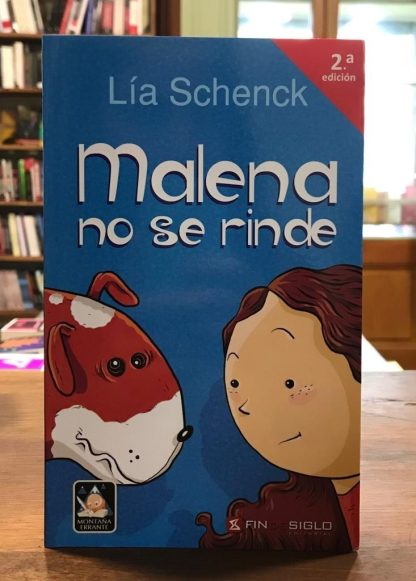 2.ª
edición
Lía Schenck
Malena
no se rinde
MONTAÑA
ERRANTE
FIN DE SIGLO
EDITORIAL